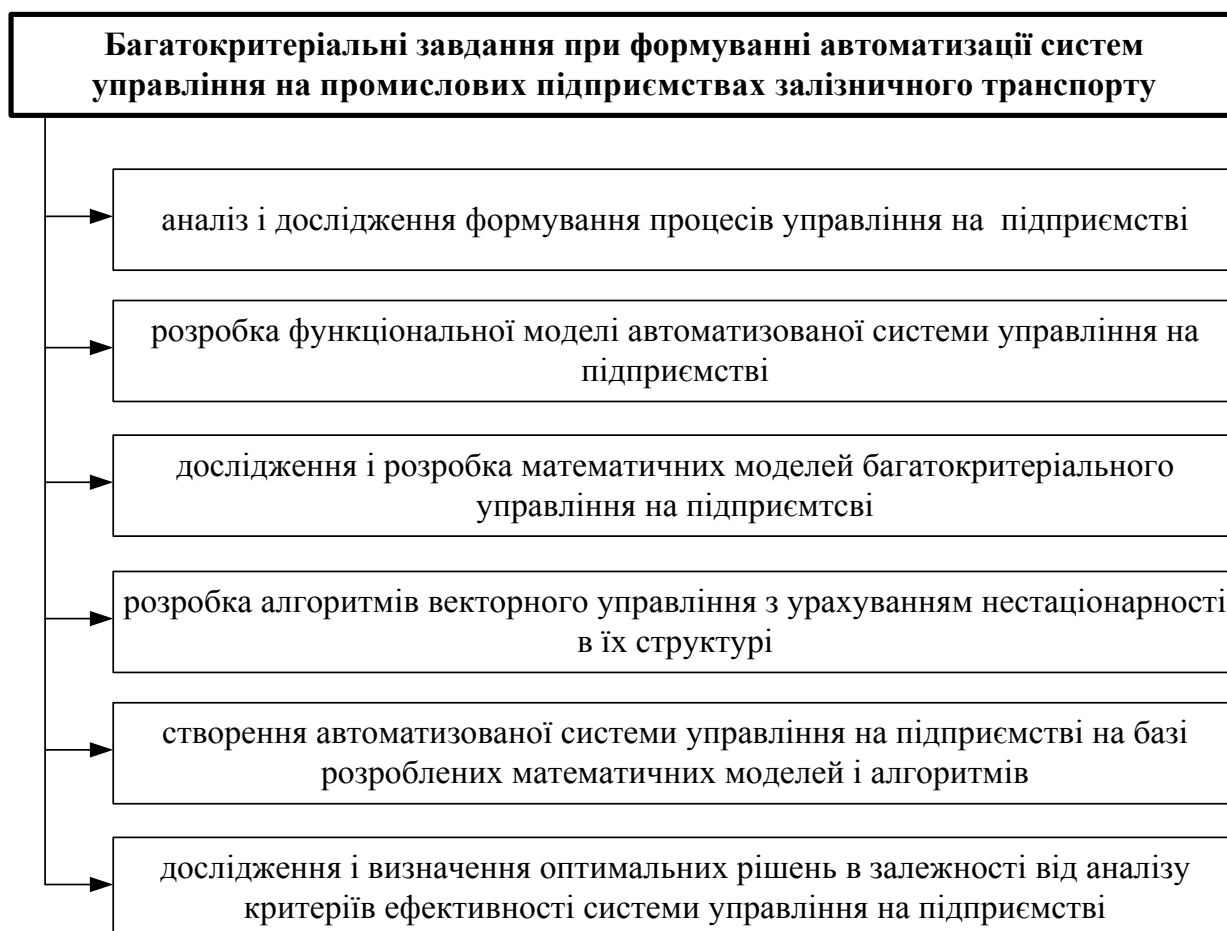 Багатокритеріальні завдання при формуванні автоматизації систем
управління на промислових підприємствах залізничного транспорту
аналіз і дослідження формування процесів управління на підприємстві
розробка функціональної моделі автоматизованої системи управління на
підприємстві
дослідження і розробка математичних моделей багатокритеріального
управління на підприємтсві
розробка алгоритмів векторного управління з урахуванням нестаціонарності
в їх структурі
створення автоматизованої системи управління на підприємстві на базі
розроблених математичних моделей і алгоритмів
дослідження і визначення оптимальних рішень в залежності від аналізу
критеріїв ефективності системи управління на підприємстві